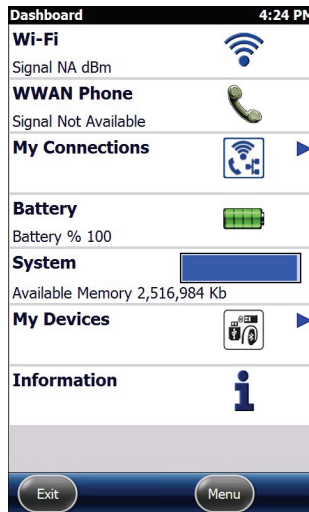 Dashboard 4:24 PM
Wi-Fi
Signal NA dBm
WWAN Phone
Signal Not Available
My Connections
Battery
Battery % 100
System
Available Memory 2,516,984 Kb
My Devices
Information
Exit Menu